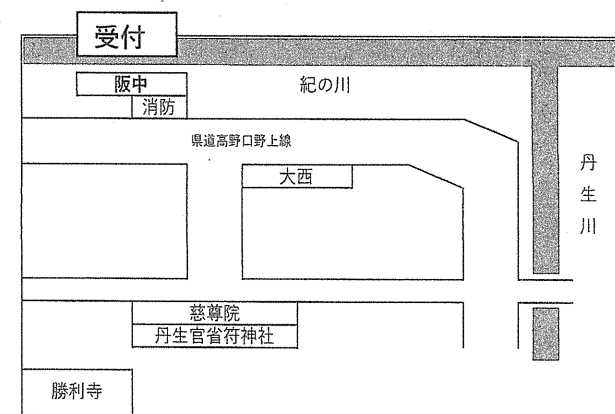 受付
阪中
紀の川
消防
県道高野口野上線
丹生川
大西
慈尊院
丹生官省符神社
勝利寺